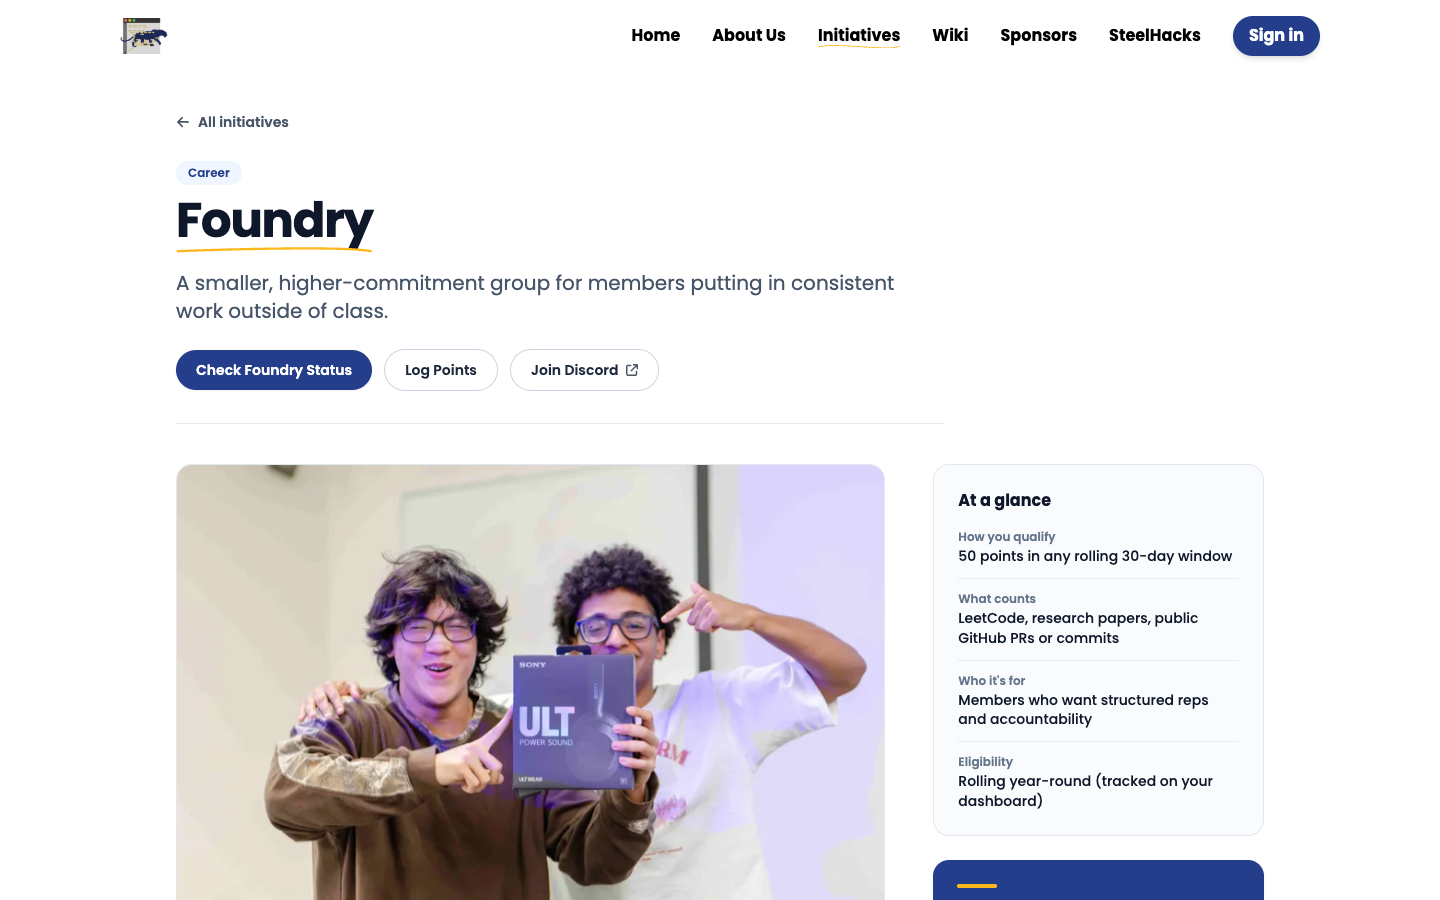 Home
About Us
Initiatives
Wiki
Sponsors
SteelHacks
Sign in
All initiatives
Career
Foundry
A smaller, higher-commitment group for members putting in consistent
work outside of class.
Check Foundry Status
Log Points
Join Discord
At a glance
How you qualify
50 points in any rolling 30-day window
What counts
LeetCode, research papers, public
GitHub PRs or commits
Who it's for
Members who want structured reps
and accountability
Eligibility
Rolling year-round (tracked on your
dashboard)
SONY
ULT
POWER SOUND
ULT WEAR